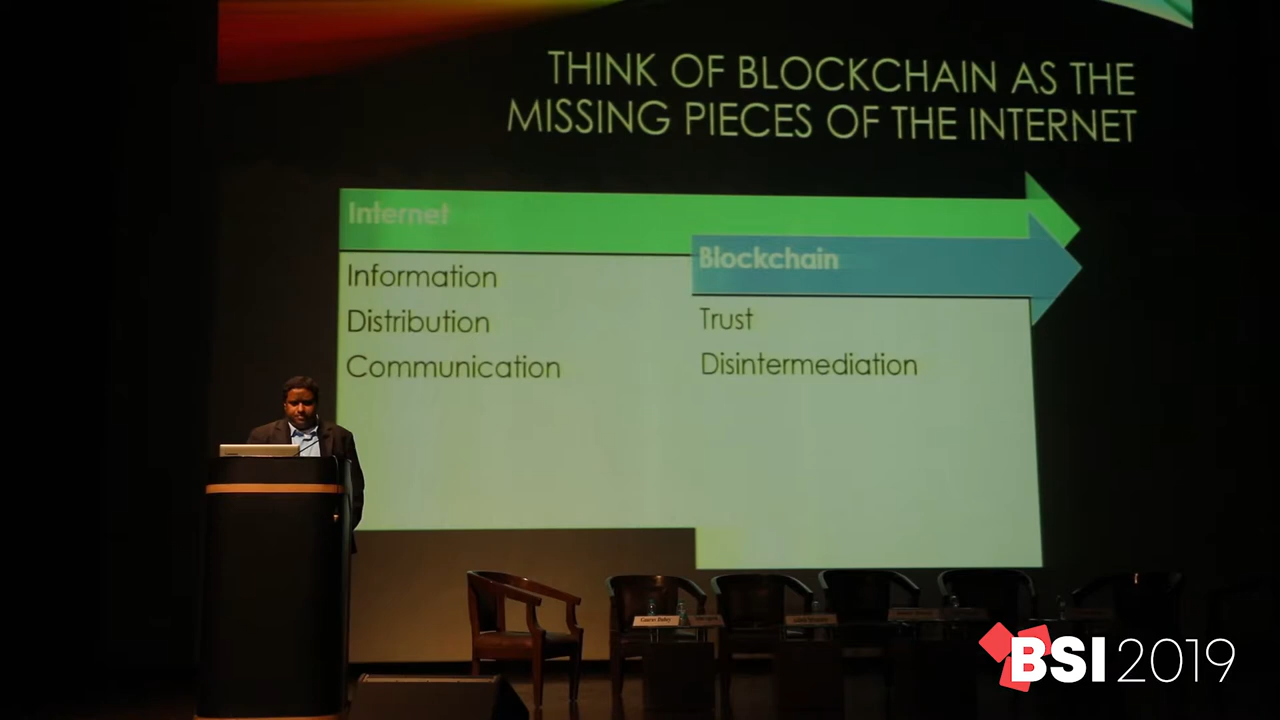 THINK OF BLOCKCHAIN AS THE
MISSING PIECES OF THE INTERNET
Internet
Blockchain
Information
Distribution
Communication
Trust
Disintermediation
BSI 2019